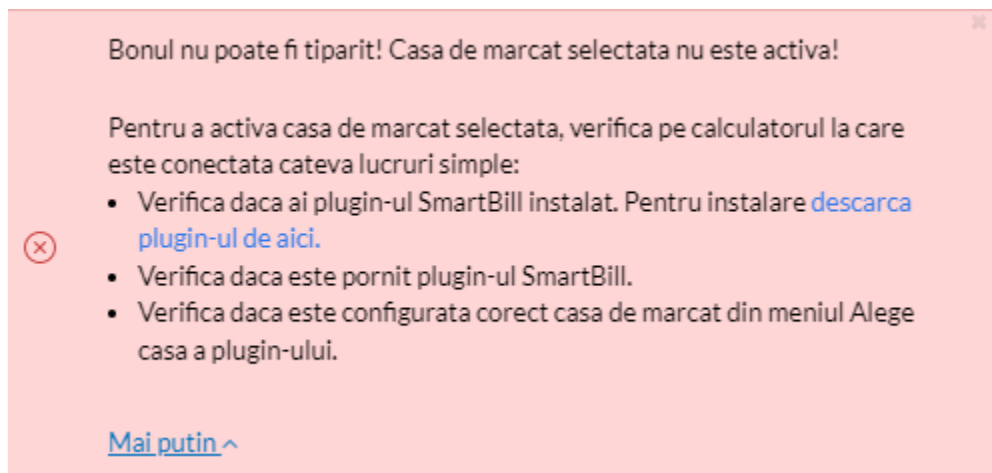 Bonul nu poate fi tiparit! Casa de marcat selectata nu este activa!
Pentru a activa casa de marcat selectata, verifica pe calculatorul la care
este conectata cateva lucruri simple:
• Verifica daca ai plugin-ul SmartBill instalat. Pentru instalare descarca
plugin-ul de aici.
• Verifica daca este pornit plugin-ul SmartBill.
• Verifica daca este configurata corect casa de marcat din meniul Alege
casa a plugin-ului.
Mai putin